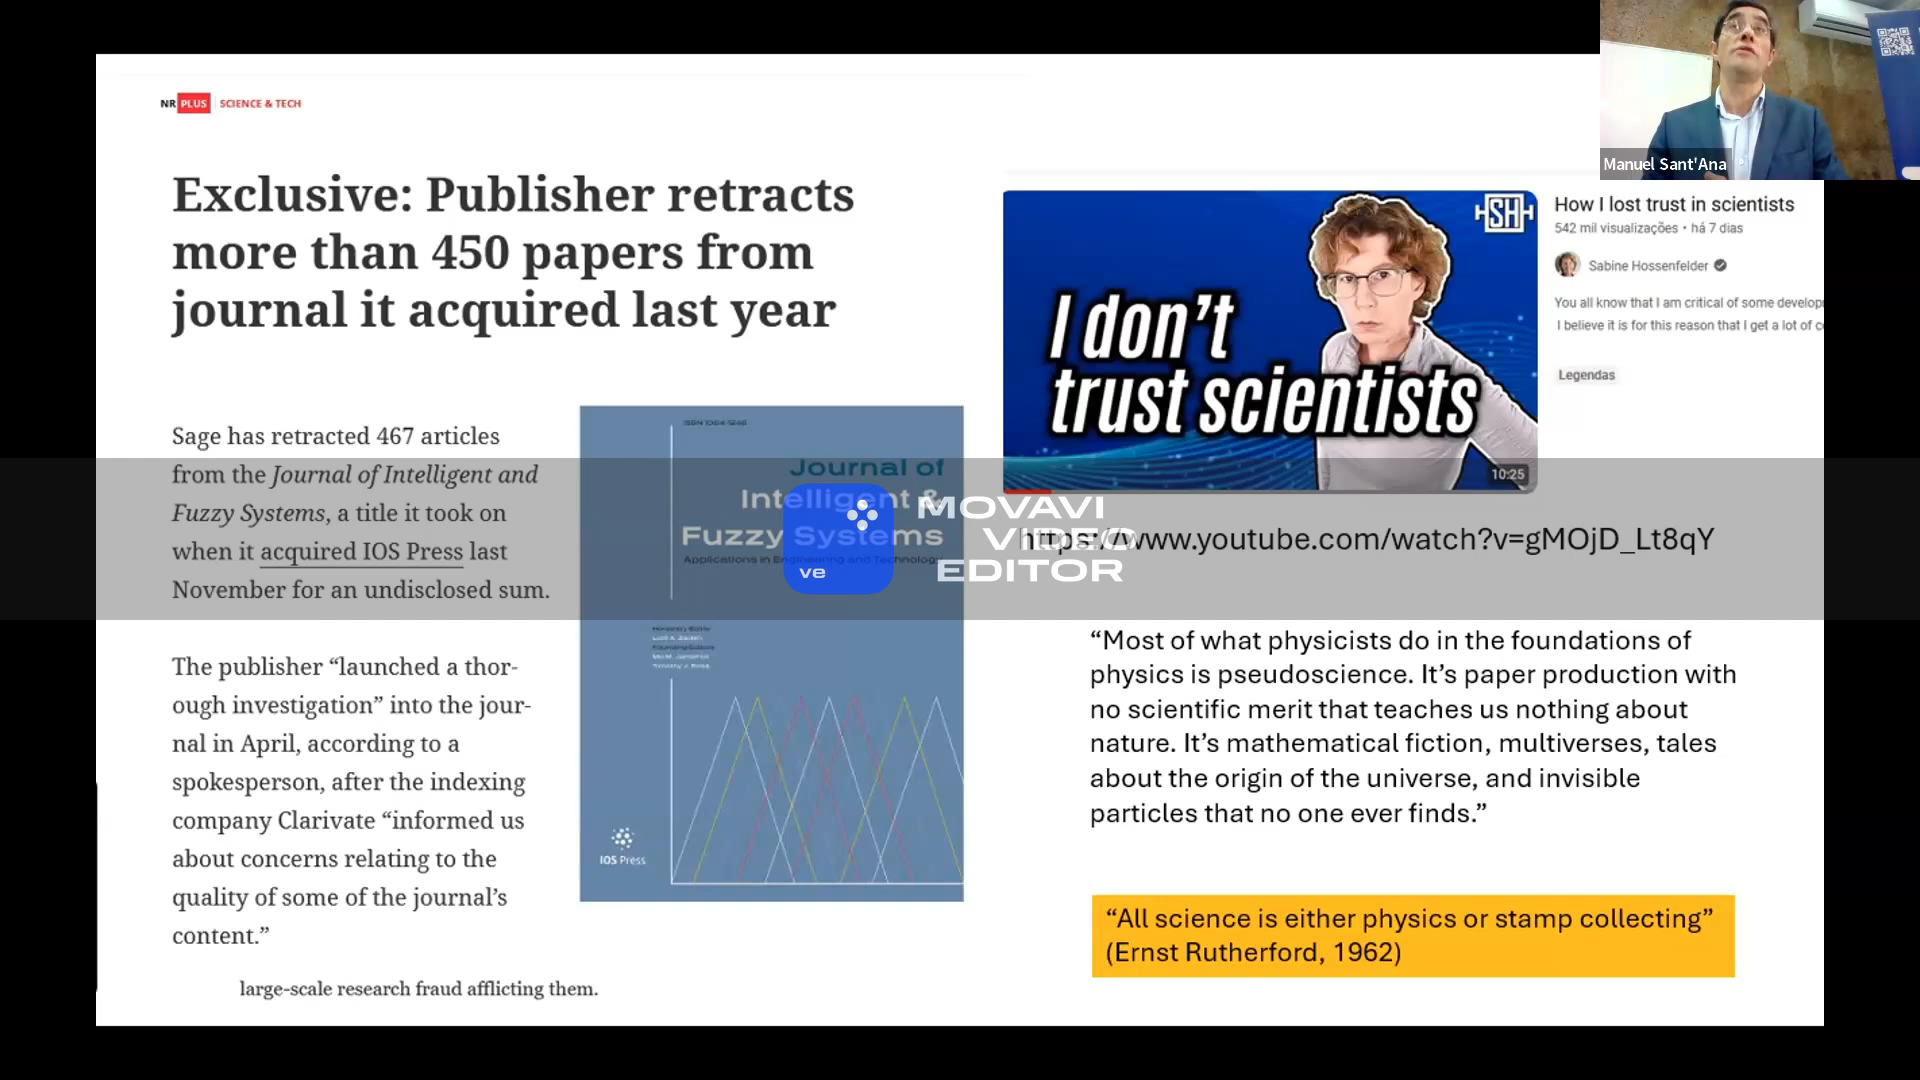 NR PLUS SCIENCE & TECH
Exclusive: Publisher retracts
more than 450 papers from
journal it acquired last year
Sage has retracted 467 articles
from the Journal of Intelligent and
Fuzzy Systems, a title it took on
when it acquired IOS Press last
November for an undisclosed sum.
The publisher “launched a thor-
ough investigation” into the jour-
nal in April, according to a
spokesperson, after the indexing
company Clarivate “informed us
about concerns relating to the
quality of some of the journal’s
content.”
large-scale research fraud afflicting them.
Journal of
Intelligent &
Fuzzy Systems
Applications in Engineering and Technology
IOS Press
MOVAVI
VIDEO
EDITOR
ve
I don’t
trust scientists
SH
10:25
How I lost trust in scientists
542 mil visualizações • há 7 dias
Sabine Hossenfelder
You all know that I am critical of some develop
I believe it is for this reason that I get a lot of
Legendas
https://www.youtube.com/watch?v=gMOjD_Lt8qY
“Most of what physicists do in the foundations of
physics is pseudoscience. It’s paper production with
no scientific merit that teaches us nothing about
nature. It’s mathematical fiction, multiverses, tales
about the origin of the universe, and invisible
particles that no one ever finds.”
“All science is either physics or stamp collecting”
(Ernst Rutherford, 1962)
Manuel Sant'Ana